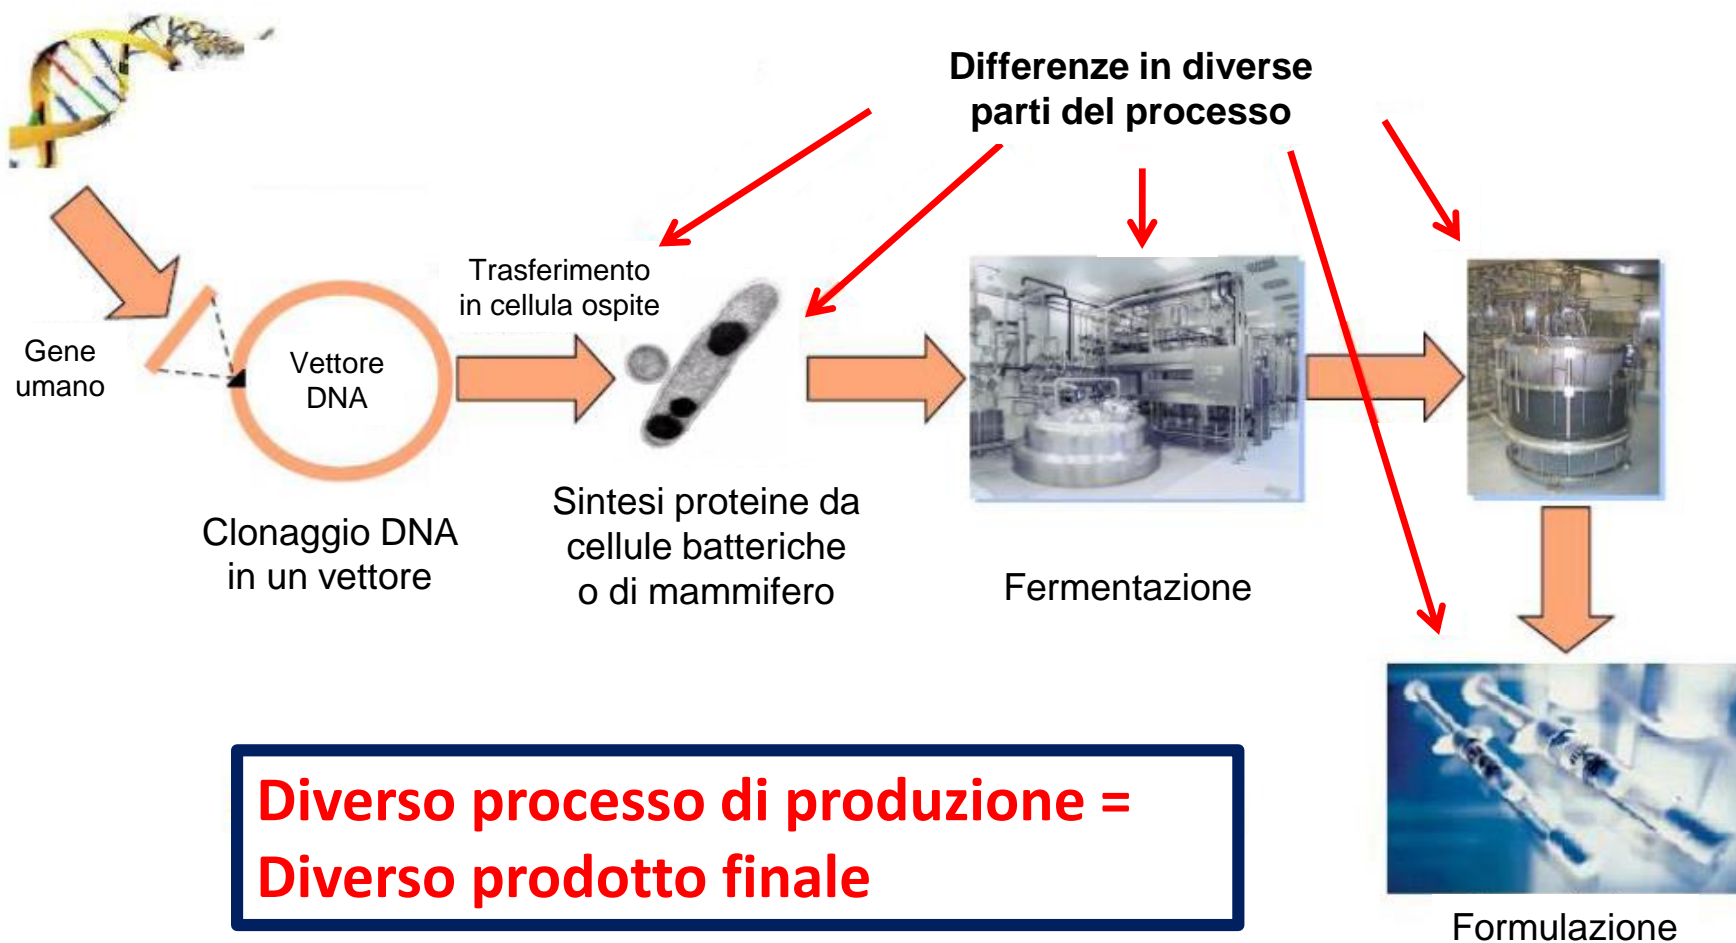 Differenze in diverse
parti del processo
Trasferimento
in cellula ospite
Gene
umano
Vettore
DNA
Clonaggio DNA
in un vettore
Sintesi proteine da
cellule batteriche
o di mammifero
Fermentazione
Diverso processo di produzione =
Diverso prodotto finale
Formulazione